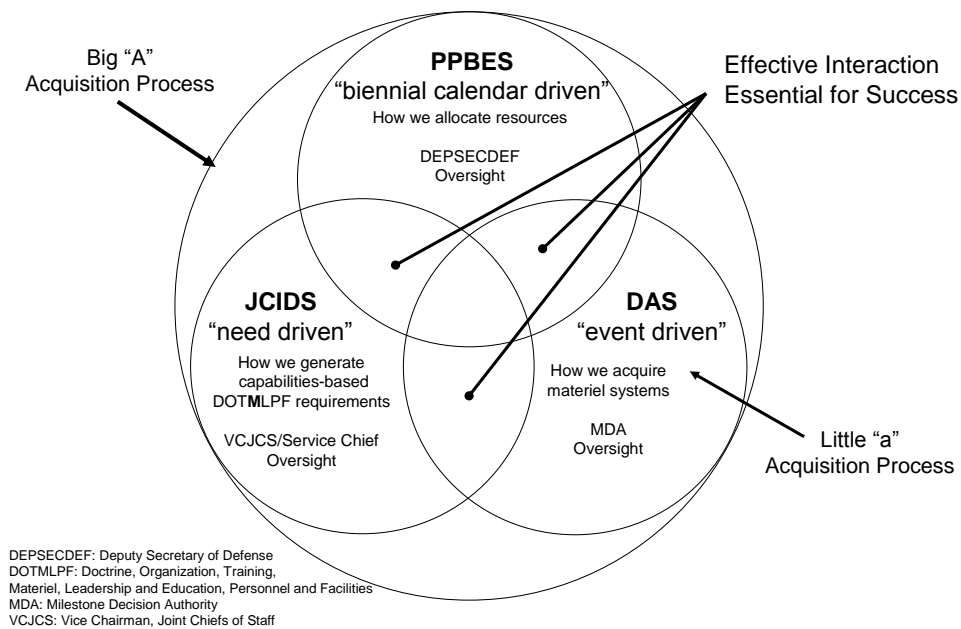 Big “A”
Acquisition Process
PPBES
“biennial calendar driven”
How we allocate resources
DEPSECDEF
Oversight
Effective Interaction
Essential for Success
JCIDS
“need driven”
How we generate
capabilities-based
DOTMLPF requirements
VCJCS/Service Chief
Oversight
DAS
“event driven”
How we acquire
materiel systems
MDA
Oversight
Little “a”
Acquisition Process
DEPSECDEF: Deputy Secretary of Defense
DOTMLPF: Doctrine, Organization, Training,
Materiel, Leadership and Education, Personnel and Facilities
MDA: Milestone Decision Authority
VCJCS: Vice Chairman, Joint Chiefs of Staff